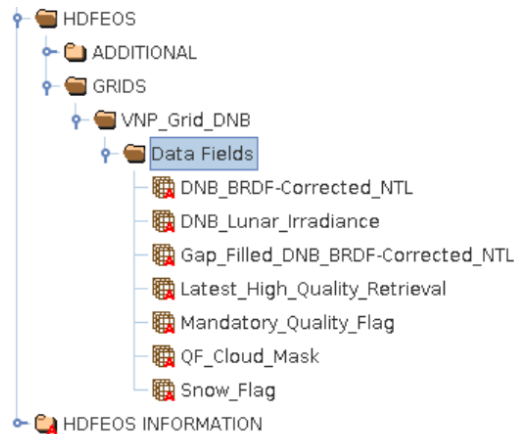 HDFEOS
ADDITIONAL
GRIDS
VNP_Grid_DNB
Data Fields
DNB_BRDF-Corrected_NTL
DNB_Lunar_Irradiance
Gap_Filled_DNB_BRDF-Corrected_NTL
Latest_High_Quality_Retrieval
Mandatory_Quality_Flag
QF_Cloud_Mask
Snow_Flag
HDFEOS INFORMATION